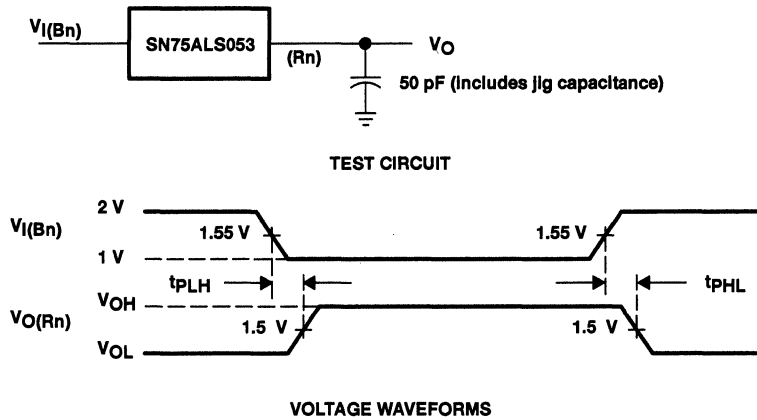 VI(Bn)
SN75ALS053
(Rn)
VO
50 pF (includes jig capacitance)
TEST CIRCUIT
2 V
VI(Bn)
1.55 V
1.55 V
1 V
tPLH
tPHL
VOH
VO(Rn)
1.5 V
1.5 V
VOL
VOLTAGE WAVEFORMS